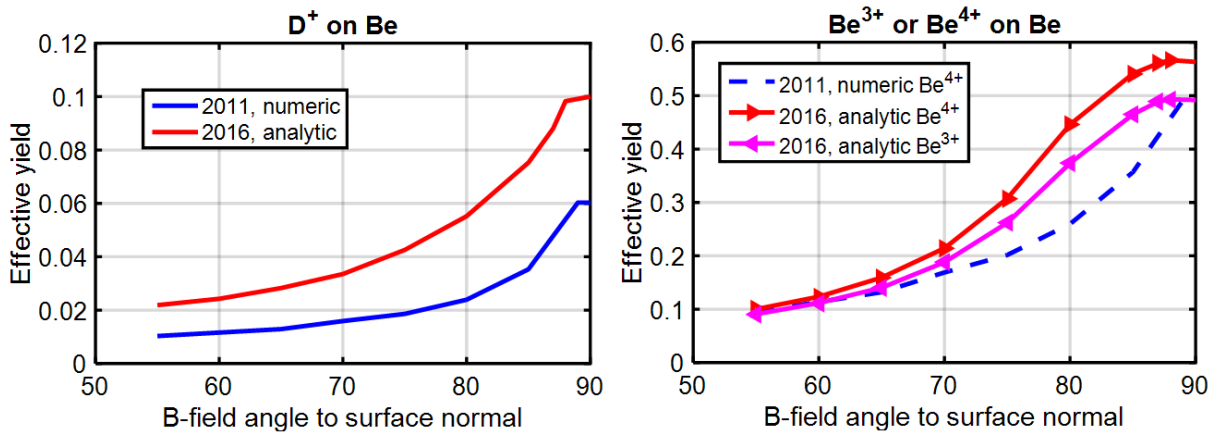 D+ on Be
0.12
0.1
0.08
0.06
0.04
0.02
0
Effective yield
2011, numeric
2016, analytic
50 60 70 80 90
B-field angle to surface normal
Be3+ or Be4+ on Be
0.6
0.5
0.4
0.3
0.2
0.1
0
Effective yield
2011, numeric Be4+
2016, analytic Be4+
2016, analytic Be3+
50 60 70 80 90
B-field angle to surface normal